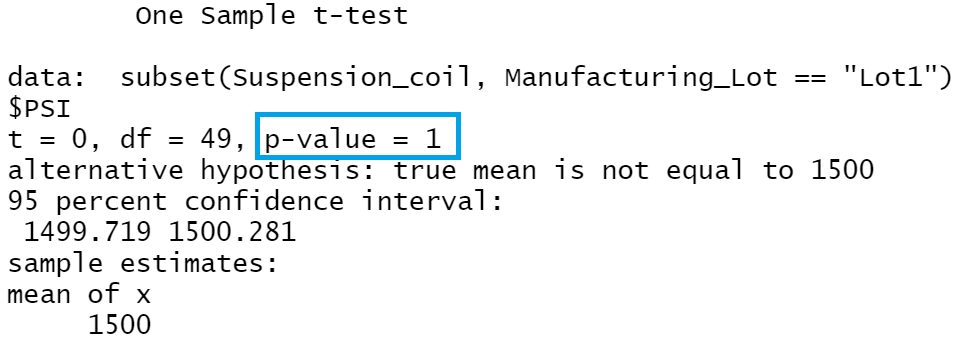 One Sample t-test
data:  subset(Suspension_coil, Manufacturing_Lot == "Lot1")
$PSI
t = 0, df = 49, p-value = 1
alternative hypothesis: true mean is not equal to 1500
95 percent confidence interval:
 1499.719 1500.281
sample estimates:
mean of x
     1500